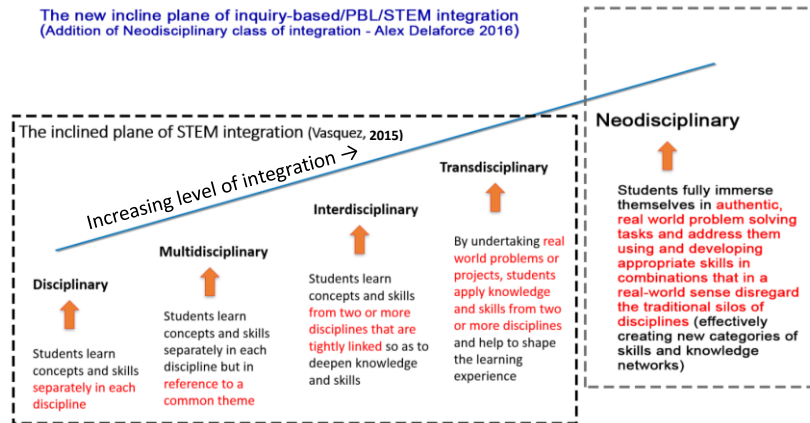 The new incline plane of inquiry-based/PBL/STEM integration
(Addition of Neodisciplinary class of integration - Alex Delaforce 2016)
The inclined plane of STEM integration (Vasquez, 2015)
Increasing level of integration →
Disciplinary
Students learn
concepts and skills
separately in each
discipline
Multidisciplinary
Students learn
concepts and skills
separately in each
discipline but in
reference to a
common theme
Interdisciplinary
Students learn
concepts and skills
from two or more
disciplines that are
tightly linked so as to
deepen knowledge
and skills
Transdisciplinary
By undertaking real
world problems or
projects, students
apply knowledge
and skills from two
or more disciplines
and help to shape
the learning
experience
Neodisciplinary
Students fully immerse
themselves in authentic,
real world problem solving
tasks and address them
using and developing
appropriate skills in
combinations that in a
real-world sense disregard
the traditional silos of
disciplines (effectively
creating new categories of
skills and knowledge
networks)